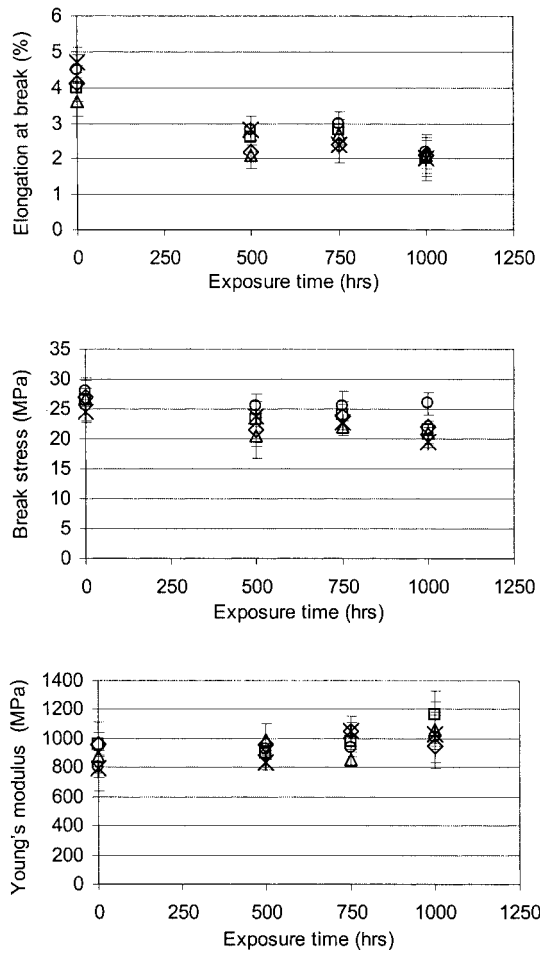 6
5
4
3
2
1
0
Elongation at break (%)
0 250 500 750 1000 1250
Exposure time (hrs)
35
30
25
20
15
10
5
0
Break stress (MPa)
0 250 500 750 1000 1250
Exposure time (hrs)
1400
1200
1000
800
600
400
200
0
Young's modulus (MPa)
0 250 500 750 1000 1250
Exposure time (hrs)